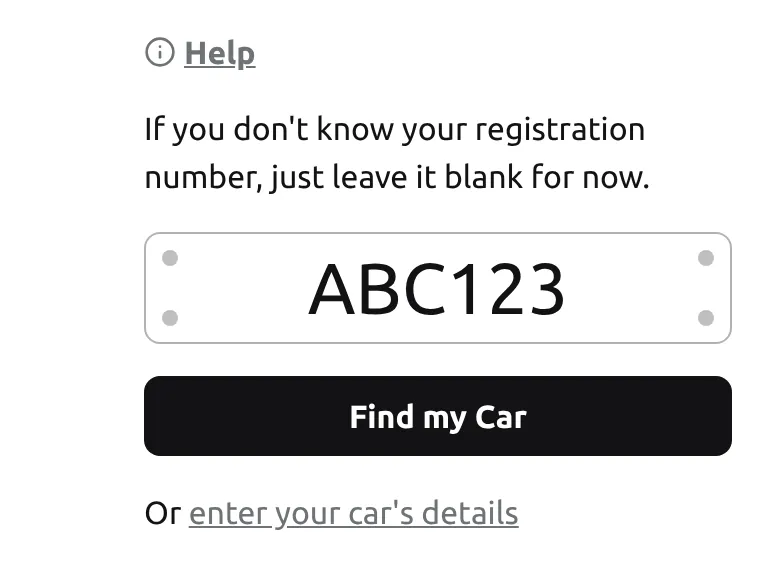 Help
If you don't know your registration
number, just leave it blank for now.
ABC123
Find my Car
Or enter your car's details